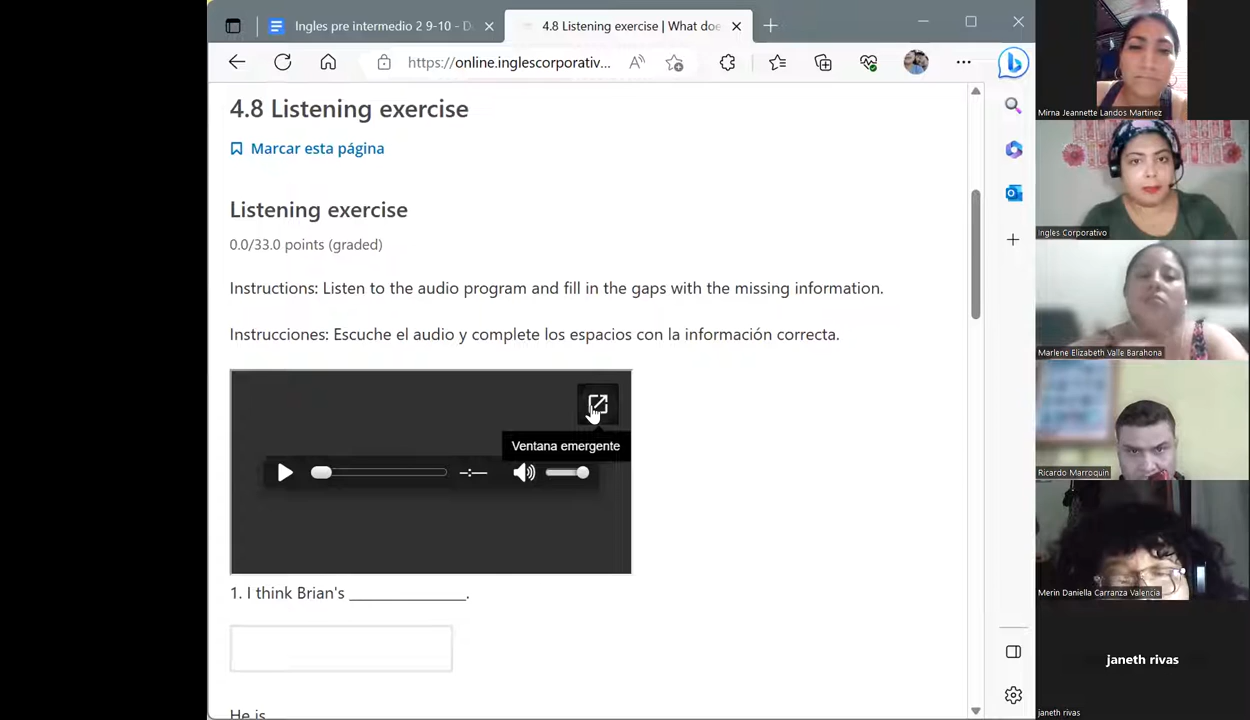 Ingles pre intermedio 2 9-10 - D
4.8 Listening exercise | What doe
https://online.inglescorporativ...
4.8 Listening exercise
Marcar esta página
Listening exercise
0.0/33.0 points (graded)
Instructions: Listen to the audio program and fill in the gaps with the missing information.
Instrucciones: Escuche el audio y complete los espacios con la información correcta.
Ventana emergente
-:--
1. I think Brian's ______________.
He is
Mirna Jeannette Landos Martinez
Ingles Corporativo
Marlene Elizabeth Valle Barahona
Ricardo Marroquin
Merin Daniella Carranza Valencia
janeth rivas
janeth rivas